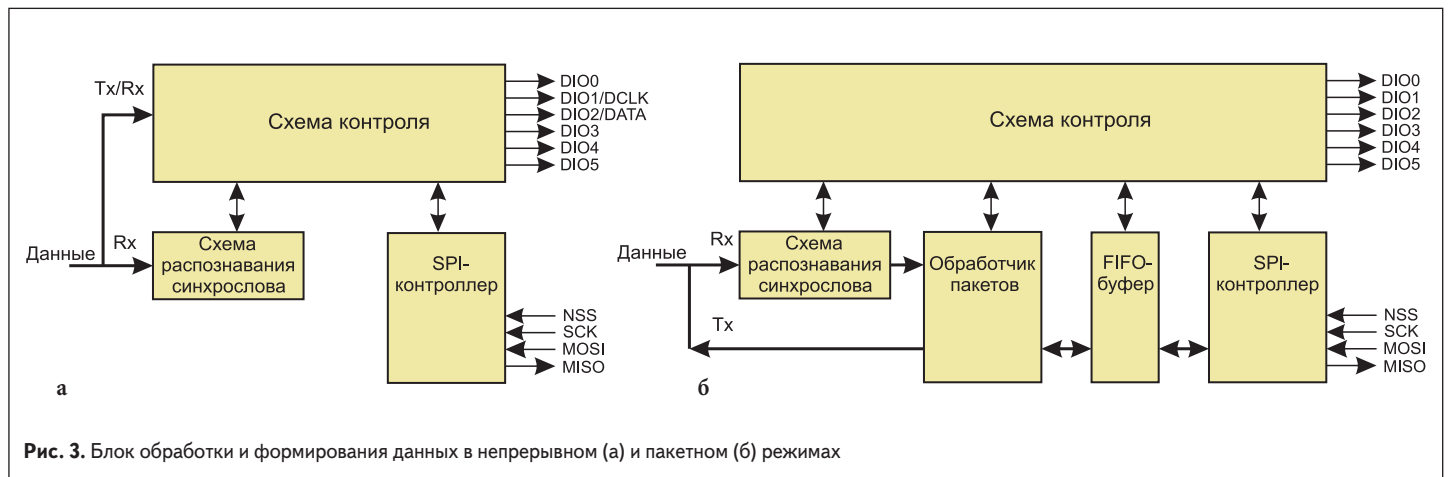 Tx/Rx
Схема контроля
DIO0
DIO1/DCLK
DIO2/DATA
DIO3
DIO4
DIO5
Данные
Rx
Схема
распознавания
синхрослова
SPI-
контроллер
NSS
SCK
MOSI
MISO
а
Схема контроля
DIO0
DIO1
DIO2
DIO3
DIO4
DIO5
Данные
Rx
Схема
распознавания
синхрослова
Обработчик
пакетов
FIFO-
буфер
SPI-
контроллер
Tx
NSS
SCK
MOSI
MISO
б
Рис. 3. Блок обработки и формирования данных в непрерывном (а) и пакетном (б) режимах